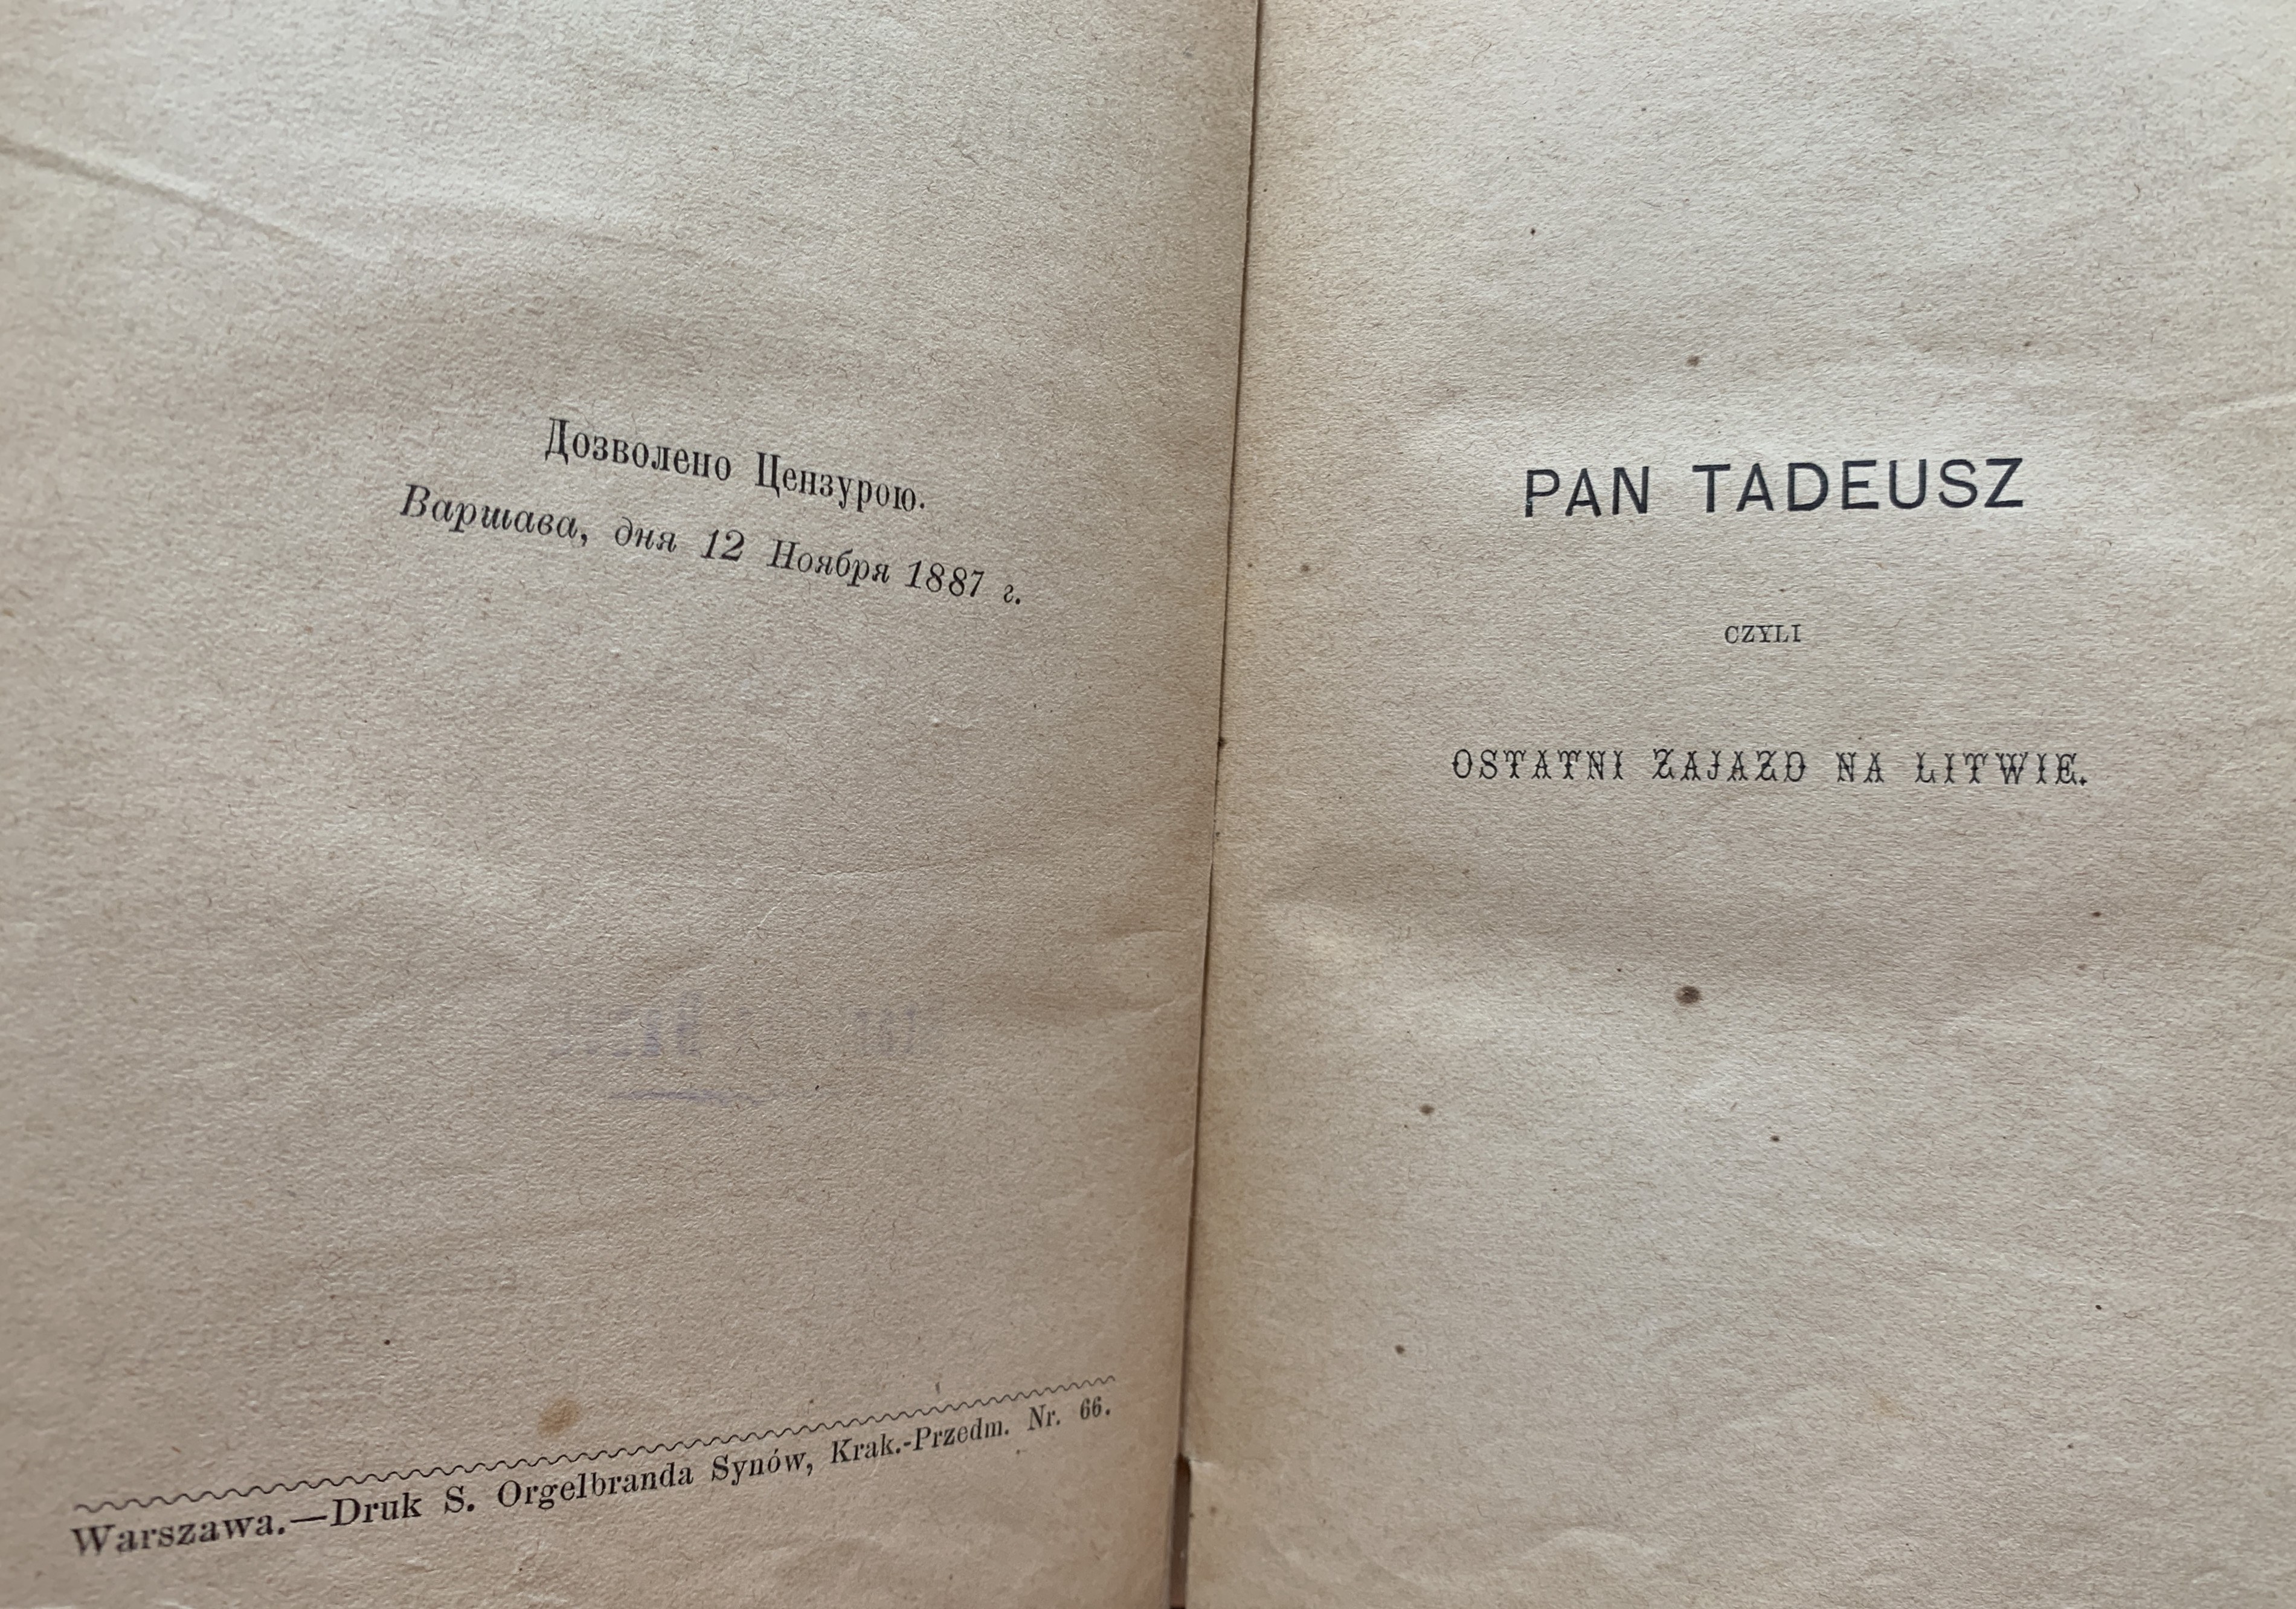 Дозволено Цензурою.
Варшава, дня 12 Ноября 1887 г.
Warszawa.—Druk S. Orgelbranda Synów, Krak.-Przedm. Nr. 66.
PAN TADEUSZ
CZYLI
OSTATNI ZAJAZD NA LITWIE.